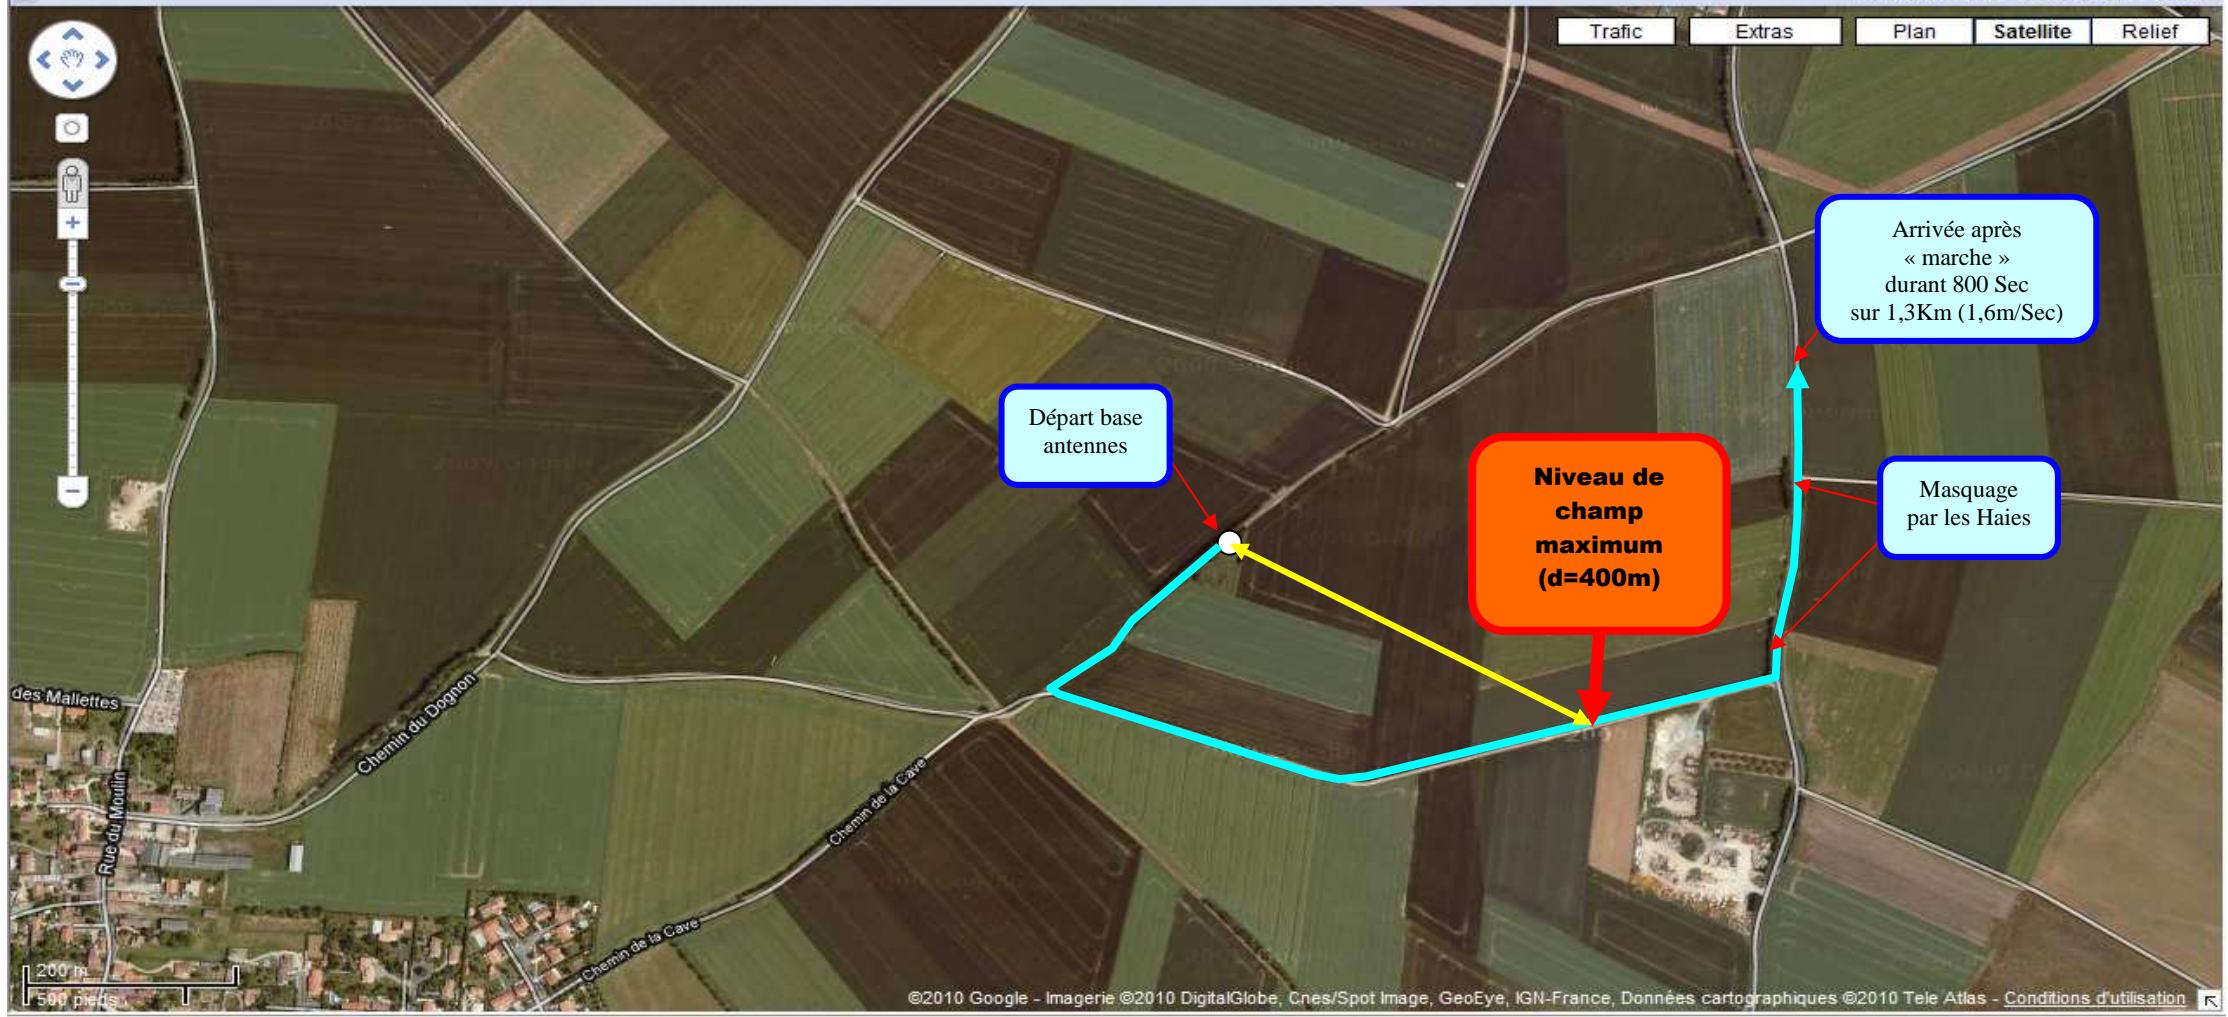 Trafic
Extras
Plan
Satellite
Relief
Arrivée après
« marche »
durant 800 Sec
sur 1,3Km (1,6m/Sec)
Départ base
antennes
Niveau de
champ
maximum
(d=400m)
Masquage
par les Haies
des Mallettes
Chemin du Dognon
Rue du Moulin
Chemin de la Cave
Chemin de la Cave
200 m
500 pieds
©2010 Google - Imagerie ©2010 DigitalGlobe, Cnes/Spot Image, GeoEye, IGN-France, Données cartographiques ©2010 Tele Atlas - Conditions d'utilisation